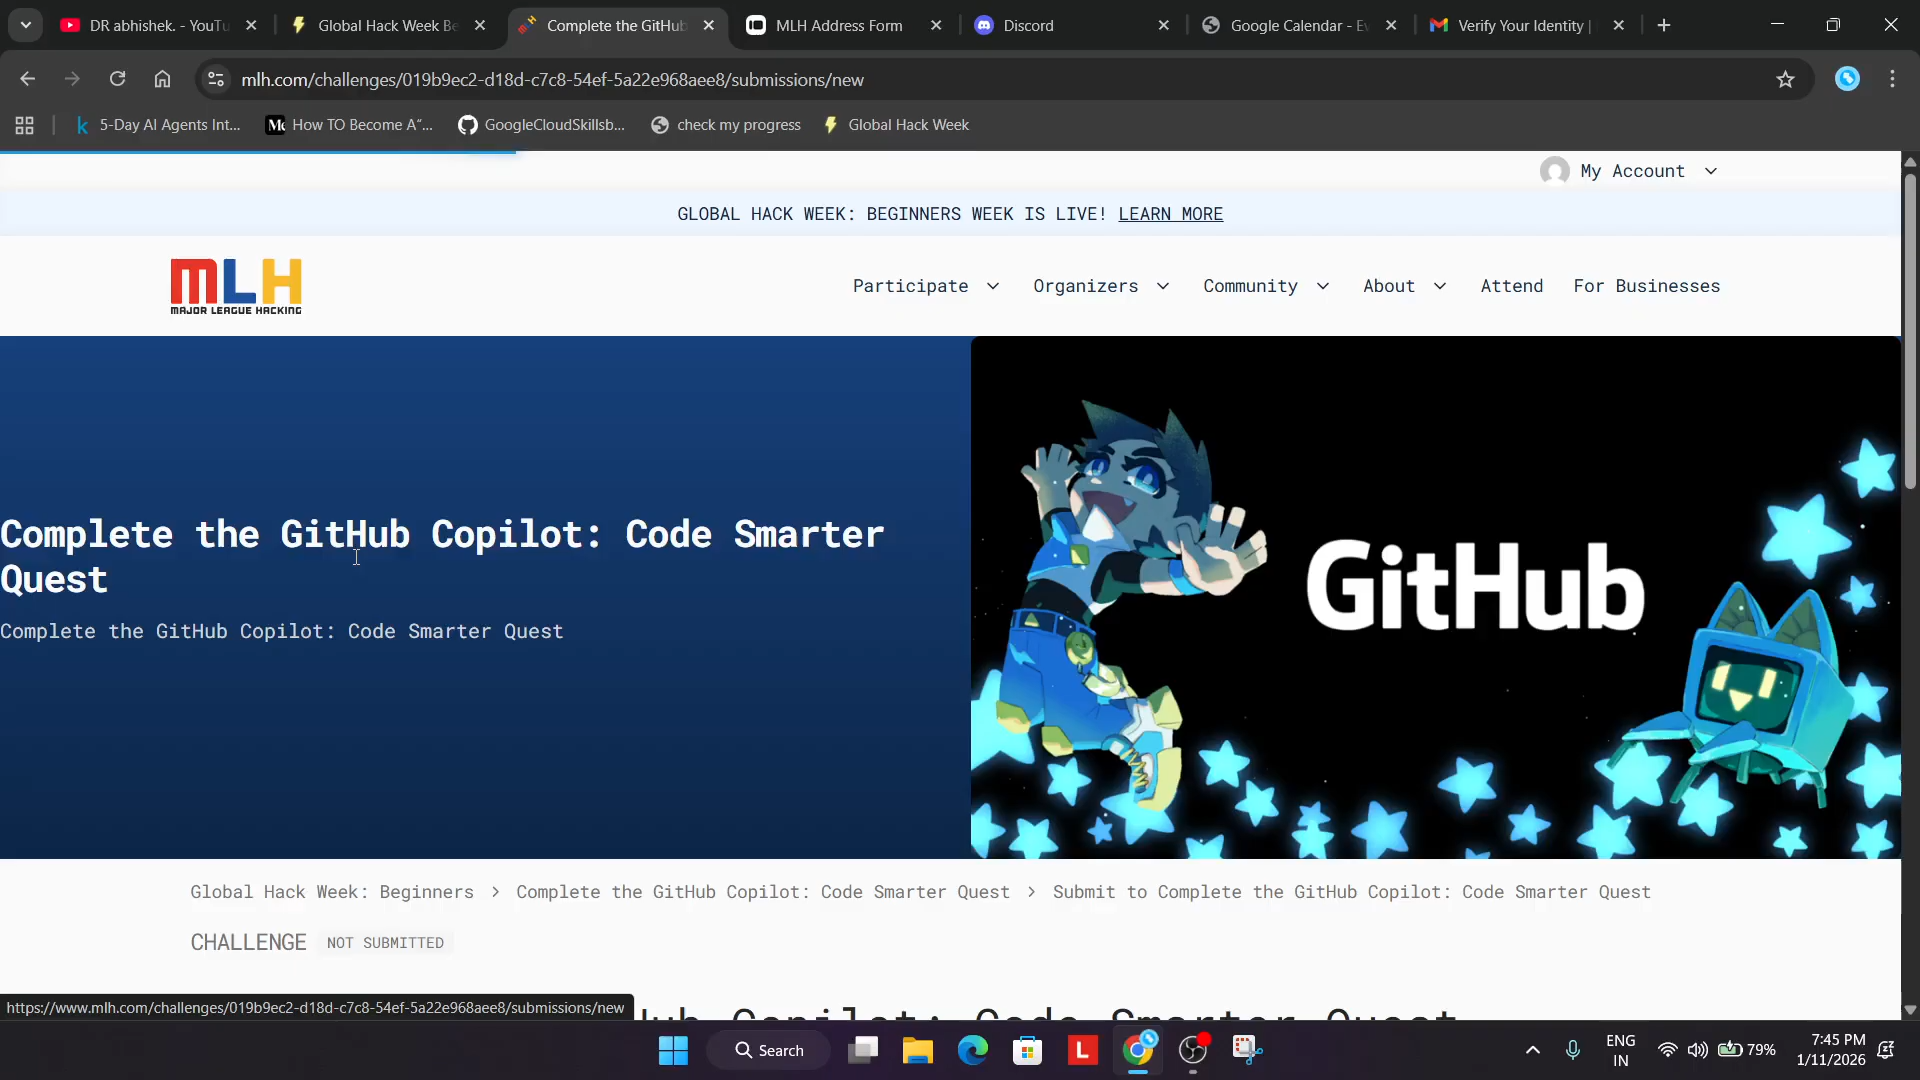 DR abhishek. - YouTu
Global Hack Week Be
Complete the GitHub
MLH Address Form
Discord
Google Calendar - Ev
Verify Your Identity |
mlh.com/challenges/019b9ec2-d18d-c7c8-54ef-5a22e968aee8/submissions/new
5-Day AI Agents Int...
How TO Become A“...
GoogleCloudSkillsb...
check my progress
Global Hack Week
My Account
GLOBAL HACK WEEK: BEGINNERS WEEK IS LIVE! LEARN MORE
MLH
MAJOR LEAGUE HACKING
Participate
Organizers
Community
About
Attend
For Businesses
Complete the GitHub Copilot: Code Smarter
Quest
Complete the GitHub Copilot: Code Smarter Quest
GitHub
Global Hack Week: Beginners > Complete the GitHub Copilot: Code Smarter Quest > Submit to Complete the GitHub Copilot: Code Smarter Quest
CHALLENGE NOT SUBMITTED
Hub Copilot: Code Smarter Quest
https://www.mlh.com/challenges/019b9ec2-d18d-c7c8-54ef-5a22e968aee8/submissions/new
Search
L
ENG
IN
79%
7:45 PM
1/11/2026